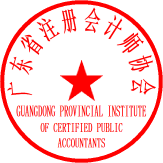 广东省注册会计师协会
GUANGDONG PROVINCIAL INSTITUTE
OF CERTIFIED PUBLIC
ACCOUNTANTS